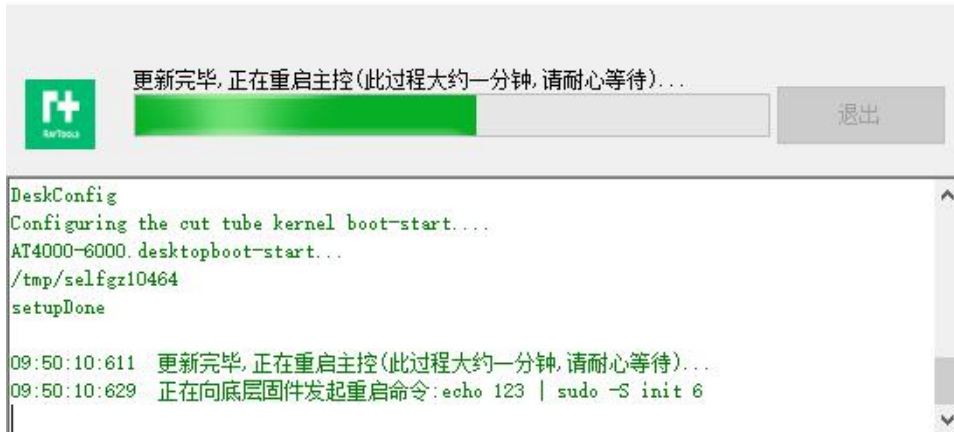 更新完毕,正在重启主控(此过程大约一分钟,请耐心等待)...
RayTools
退出
DeskConfig
Configuring the cut tube kernel boot-start....
AT4000-6000.desktopboot-start...
/tmp/selfgz10464
setupDone
09:50:10:611 更新完毕,正在重启主控(此过程大约一分钟,请耐心等待)...
09:50:10:629 正在向底层固件发起重启命令:echo 123 | sudo -S init 6